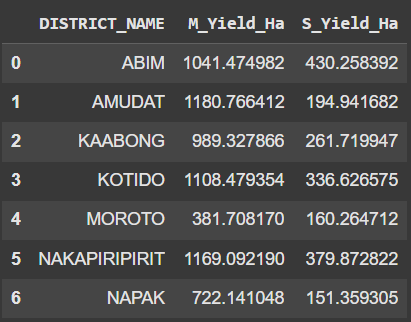 DISTRICT_NAME M_Yield_Ha S_Yield_Ha
0 ABIM 1041.474982 430.258392
1 AMUDAT 1180.766412 194.941682
2 KAABONG 989.327866 261.719947
3 KOTIDO 1108.479354 336.626575
4 MOROTO 381.708170 160.264712
5 NAKAPIRIPIRIT 1169.092190 379.872822
6 NAPAK 722.141048 151.359305